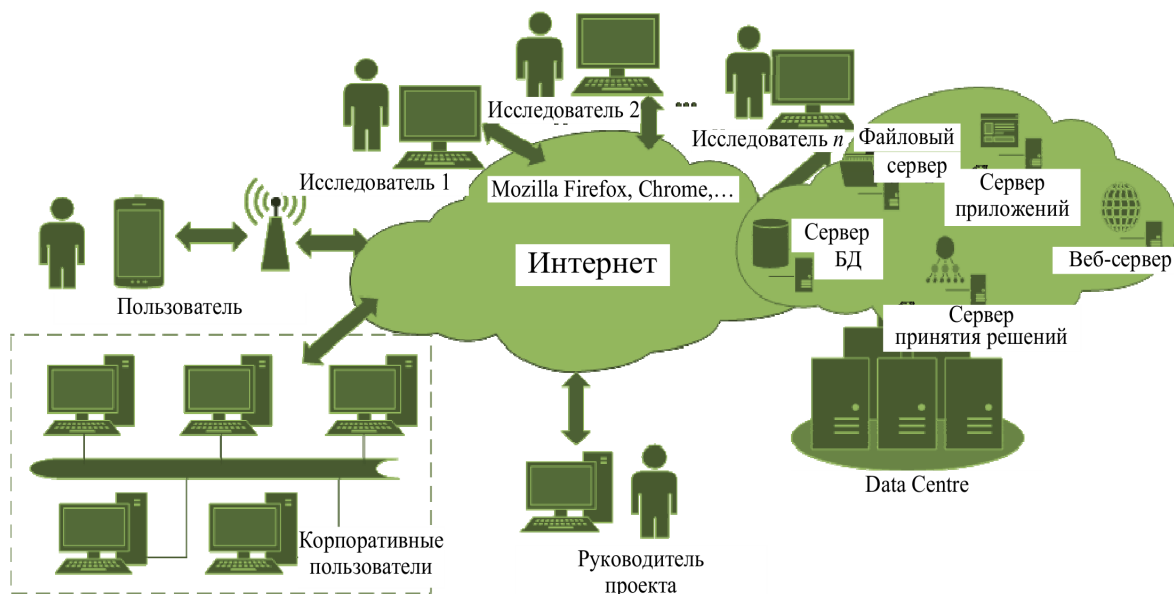 Исследователь 2
...
Исследователь n
Исследователь 1
Файловый
сервер
Mozilla Firefox, Chrome,…
Сервер
приложений
Сервер
БД
Интернет
Веб-сервер
Пользователь
Сервер
принятия решений
Data Centre
Корпоративные
пользователи
Руководитель
проекта